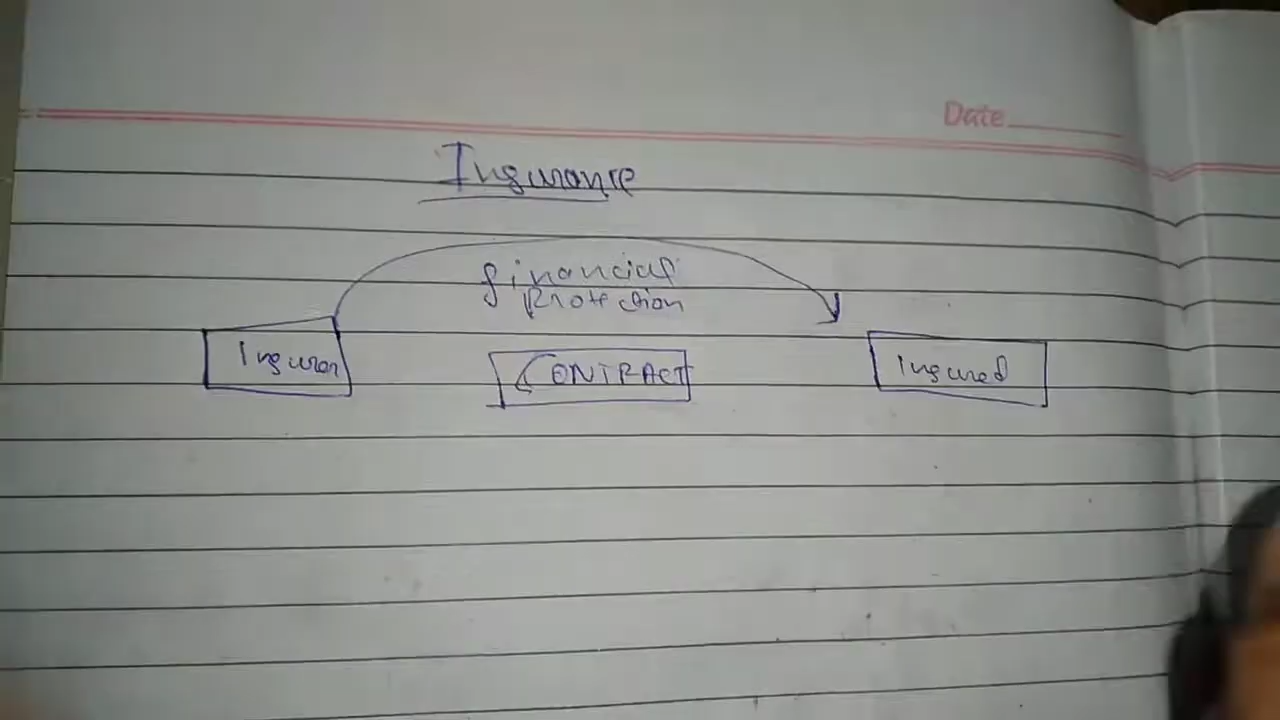 Date
Insurance
financial
Protection
Insurer
CONTRACT
Insured